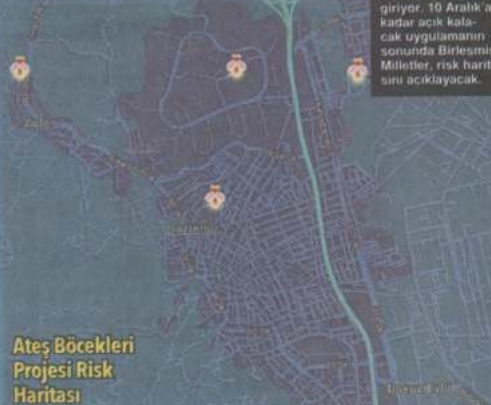 giriyor. 10 Aralık'a
kadar açık kala-
cak uygulamanın
sonunda Birleşmiş
Milletler, risk harit
sını açıklayacak.
Ateş Böcekleri
Projesi Risk
Haritası